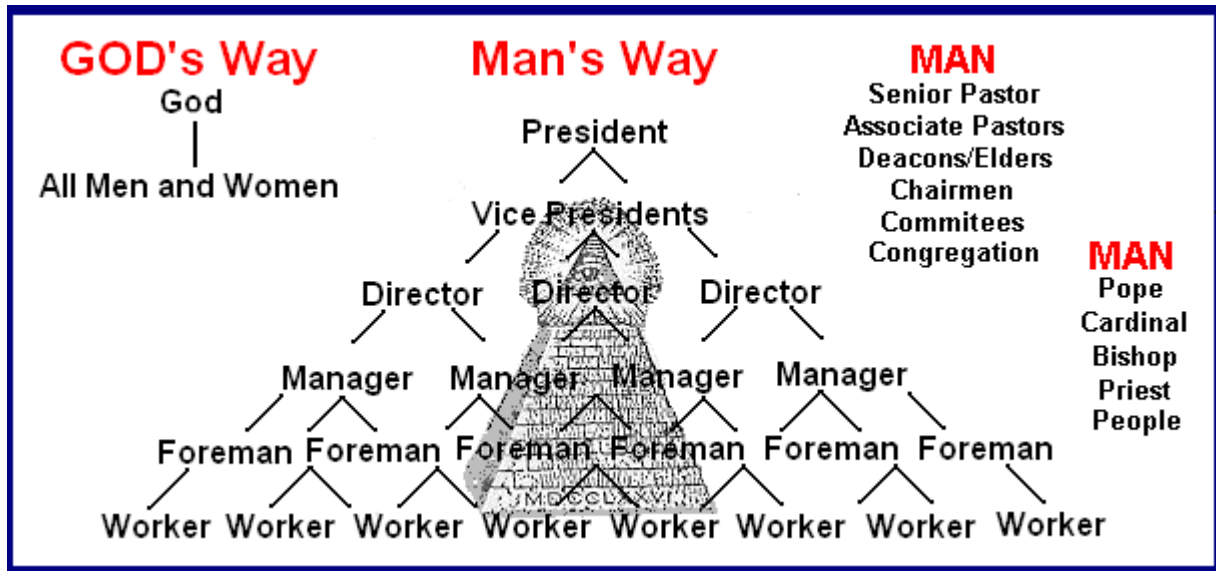 GOD's Way
God
All Men and Women
Man's Way
President
Vice Presidents
Director Director Director
Manager Manager Manager Manager
Foreman Foreman Foreman Foreman Foreman Foreman
MDCCLXXVI
Worker Worker Worker Worker Worker Worker Worker Worker
MAN
Senior Pastor
Associate Pastors
Deacons/Elders
Chairmen
Commitees
Congregation
MAN
Pope
Cardinal
Bishop
Priest
People